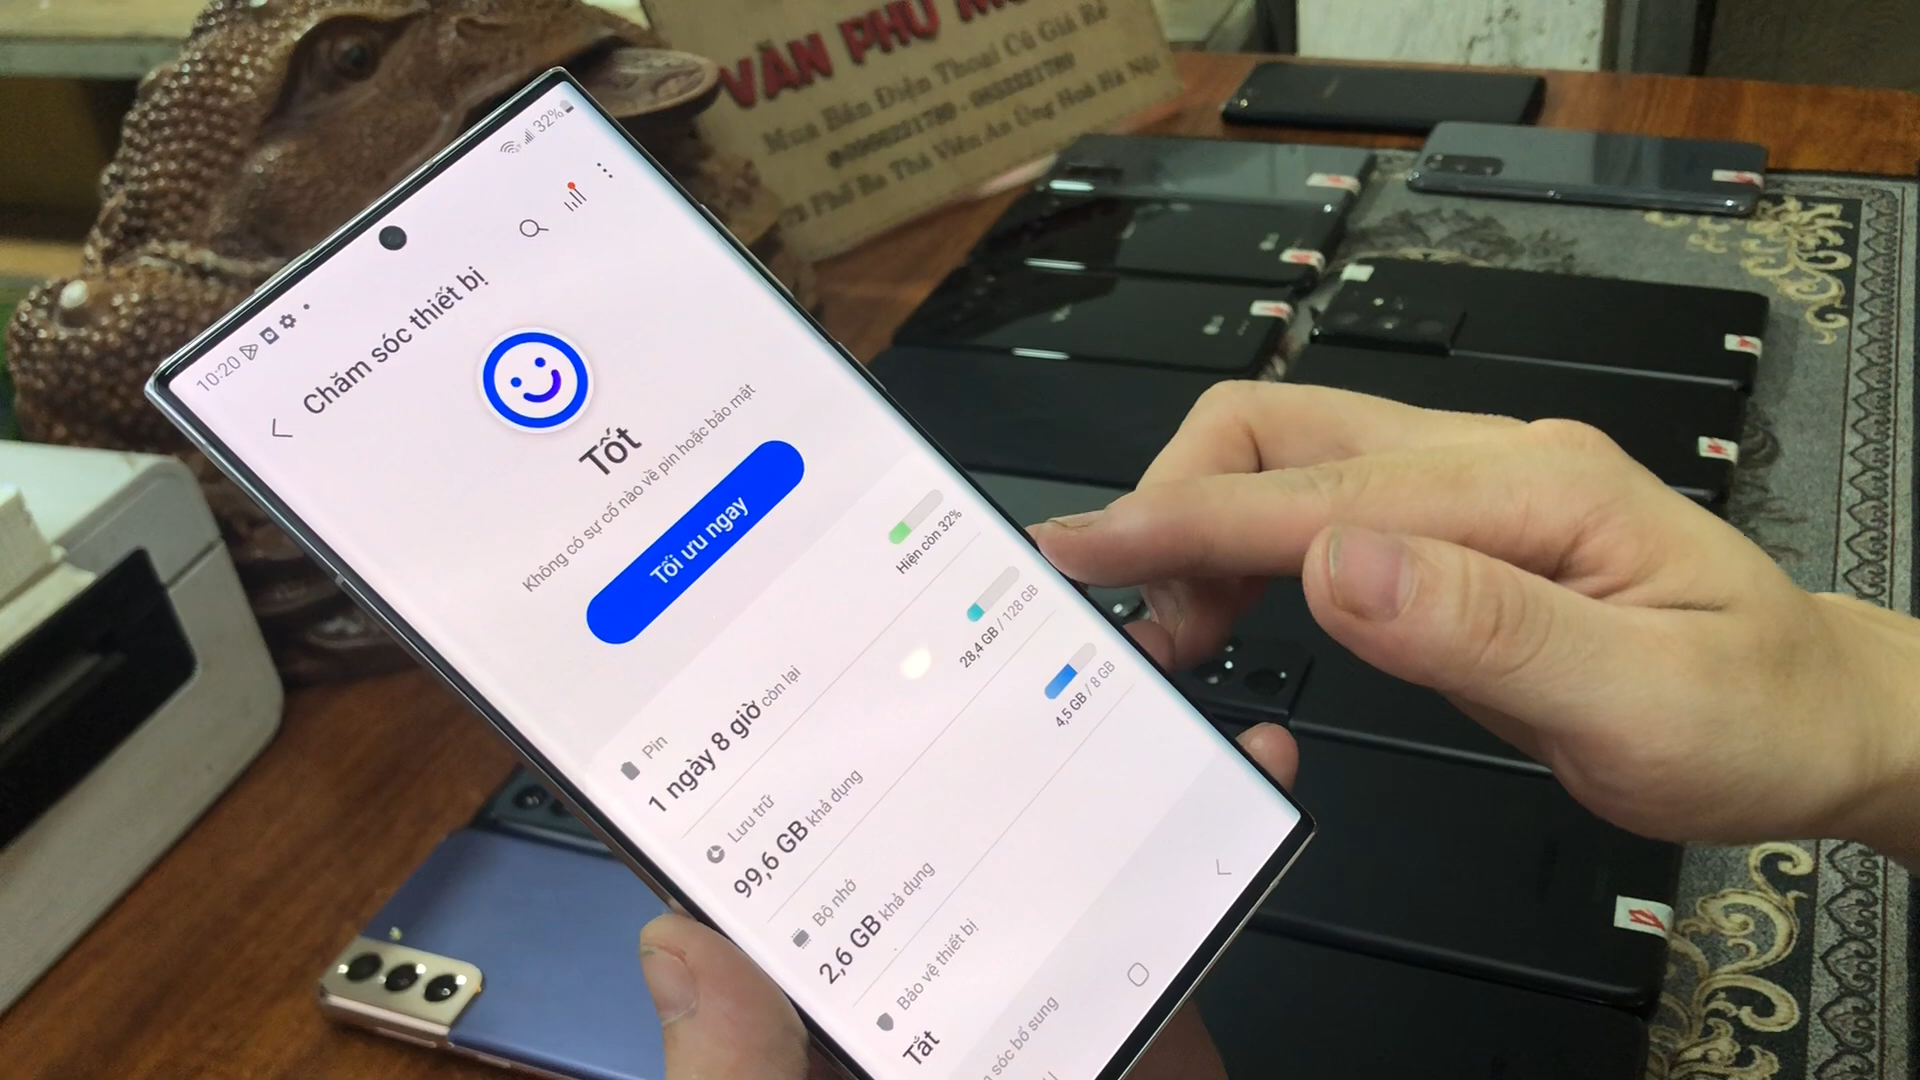 VĂN PHÚ
Mua Bán Điện Thoại Cũ Giá Rẻ
10:20
32%
Chăm sóc thiết bị
Tốt
Không có sự cố nào về pin hoặc bảo mật
Tối ưu ngay
Pin
1 ngày 8 giờ còn lại
Hiện còn 32%
Lưu trữ
99,6 GB khả dụng
28,4 GB / 128 GB
Bộ nhớ
2,6 GB khả dụng
4,5 GB / 8 GB
Bảo vệ thiết bị
Tắt
sóc bổ sung